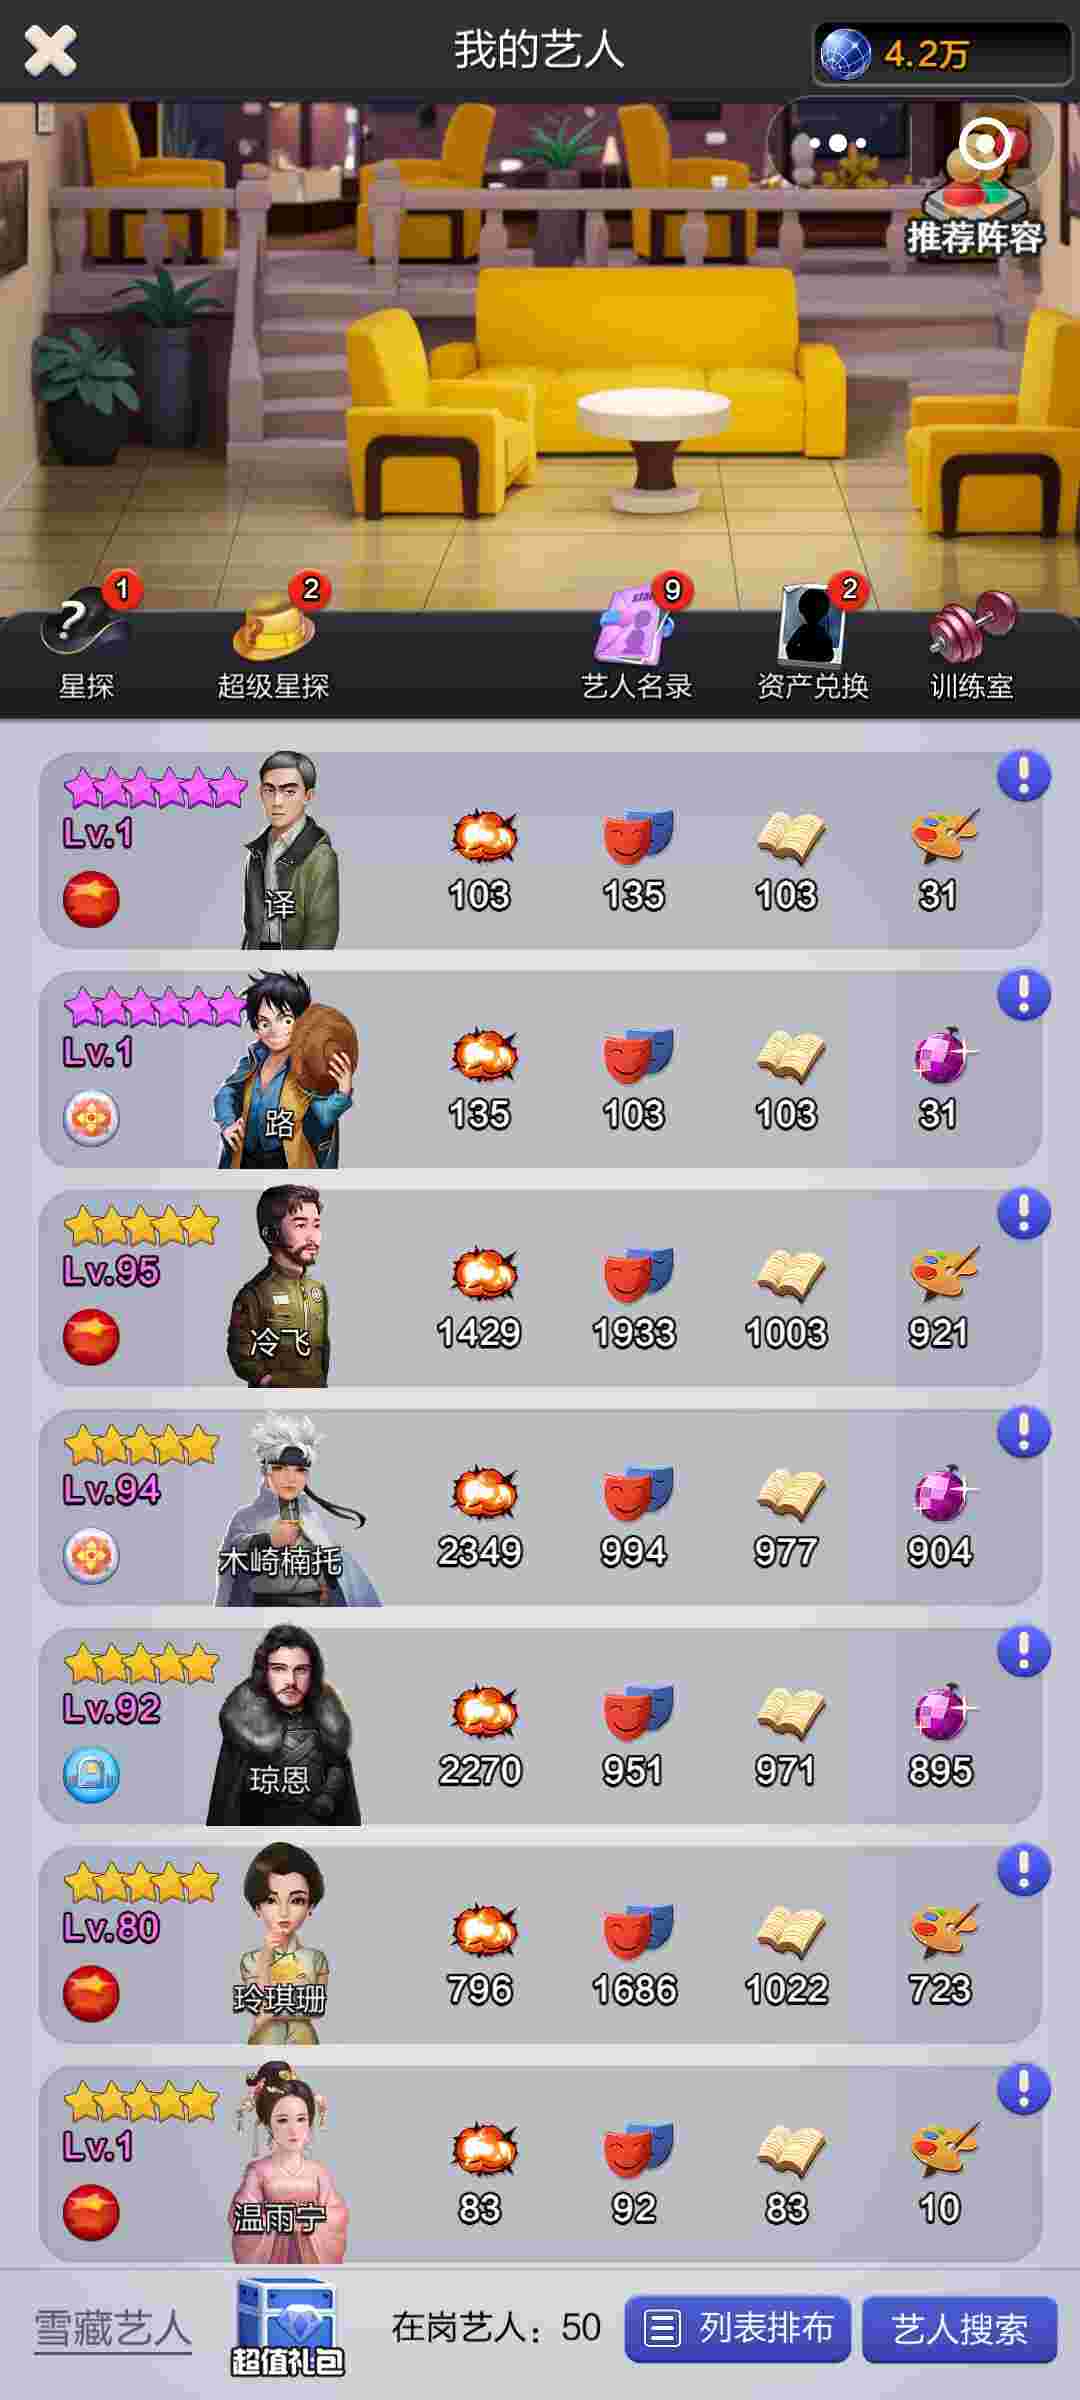 我的艺人
4.2万
推荐阵容
1
2
9
2
星探
超级星探
艺人名录
资产兑换
训练室
Lv.1
译
103
135
103
31
Lv.1
路
135
103
103
31
Lv.95
冷飞
1429
1933
1003
921
Lv.94
木崎楠托
2349
994
977
904
Lv.92
琼恩
2270
951
971
895
Lv.80
玲琪珊
796
1686
1022
723
Lv.1
温雨宁
83
92
83
10
雪藏艺人
超值礼包
在岗艺人：50
列表排布
艺人搜索